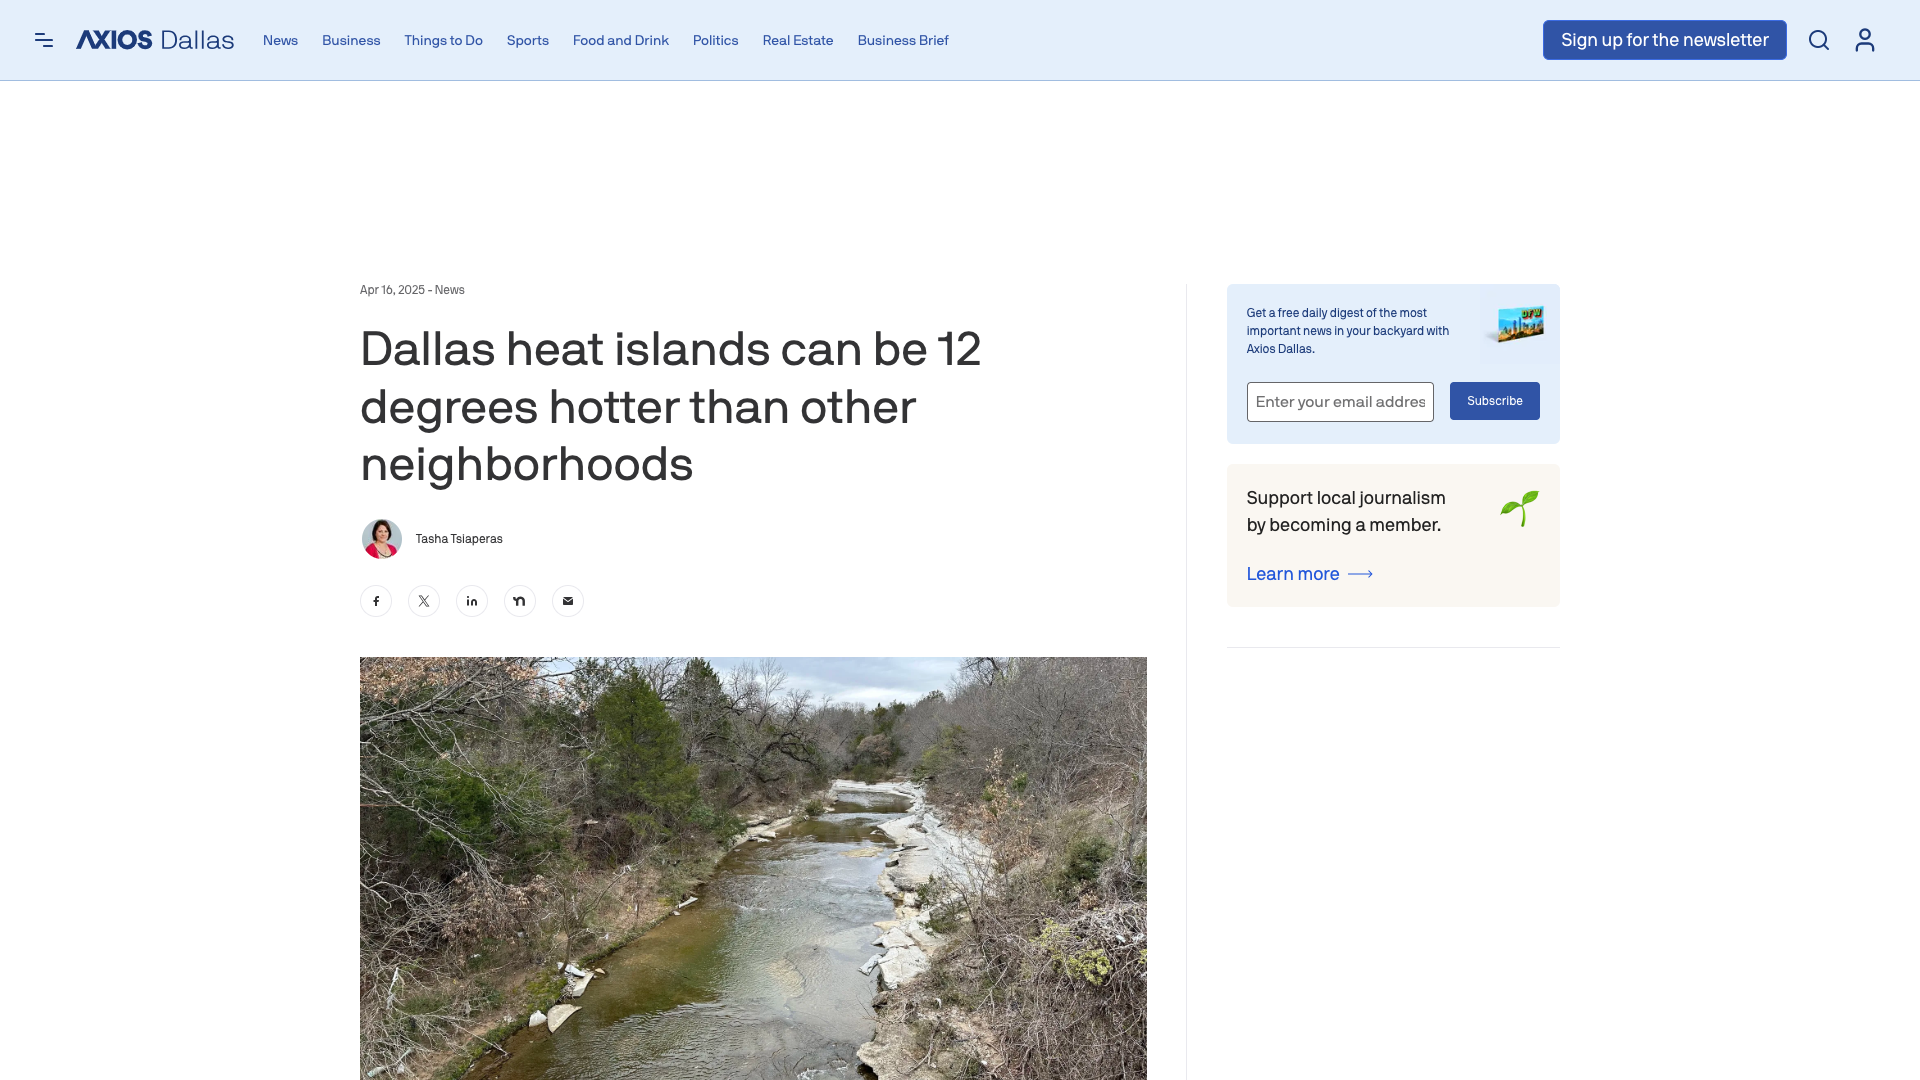 AXIOS Dallas
News Business Things to Do Sports Food and Drink Politics Real Estate Business Brief
Sign up for the newsletter
Apr 16, 2025 - News
Dallas heat islands can be 12
degrees hotter than other
neighborhoods
Tasha Tsiaperas
Get a free daily digest of the most
important news in your backyard with
Axios Dallas.
DFW
Enter your email addres
Subscribe
Support local journalism
by becoming a member.
Learn more